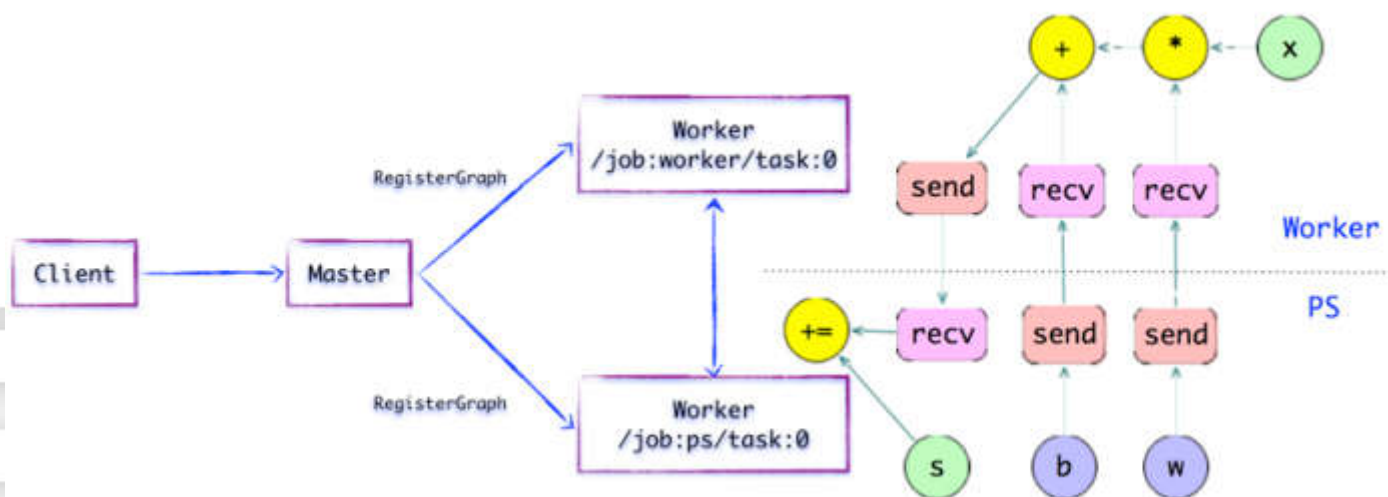 +
*
x
Worker
/job:worker/task:0
RegisterGraph
send
recv
recv
Worker
Client
Master
PS
+=
recv
send
send
RegisterGraph
Worker
/job:ps/task:0
s
b
w